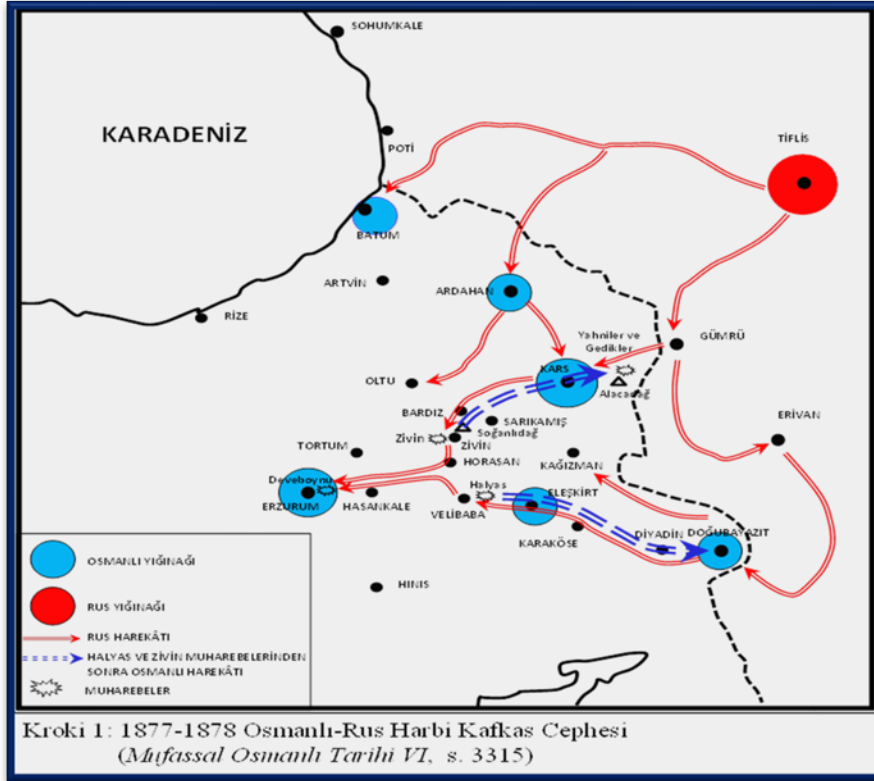 SOHUMKALE
KARADENİZ
POTİ
TİFLİS
BATUM
ARTVİN
ARDAHAN
RİZE
Yahniler ve
Gedikler
GÜMRÜ
KARS
OLTU
Alacadağ
BARDIZ
SARIKAMIŞ
Soğanlıdağ
ERİVAN
Zivin
ZİVİN
TORTUM
HORASAN
KAĞIZMAN
Deveboynu
ERZURUM
HASANKALE
Halyas
VELİBABA
ELEŞKİRT
KARAKÖSE
DİYADİN
DOĞUBAYAZIT
HINIS
OSMANLI YIĞINAĞI
RUS YIĞINAĞI
RUS HAREKÂTI
HALYAS VE ZİVİN MUHAREBELERİNDEN
SONRA OSMANLI HAREKÂTI
MUHAREBELER
Kroki 1: 1877-1878 Osmanlı-Rus Harbi Kafkas Cephesi
(Mufassal Osmanlı Tarihi VI, s. 3315)